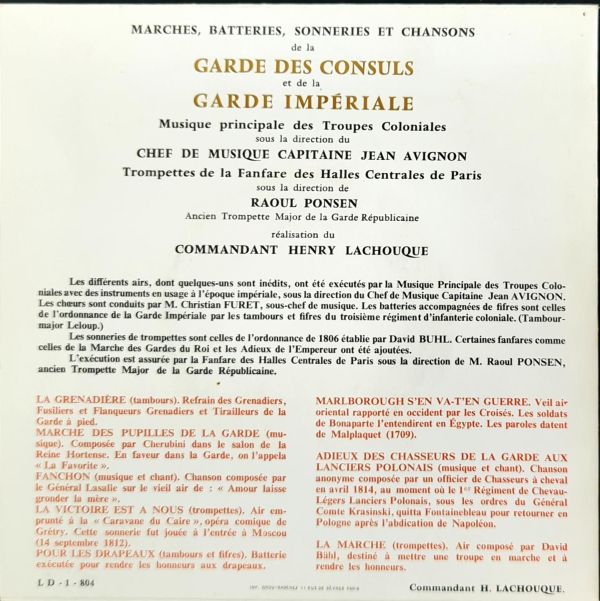 MARCHES, BATTERIES, SONNERIES ET CHANSONS
de la
GARDE DES CONSULS
et de la
GARDE IMPÉRIALE
Musique principale des Troupes Coloniales
sous la direction du
CHEF DE MUSIQUE CAPITAINE JEAN AVIGNON
Trompettes de la Fanfare des Halles Centrales de Paris
sous la direction de
RAOUL PONSEN
Ancien Trompette Major de la Garde Républicaine
réalisation du
COMMANDANT HENRY LACHOUQUE
Les différents airs, dont quelques-uns sont inédits, ont été exécutés par la Musique Principale des Troupes Colo-
niales avec des instruments en usage à l'époque impériale, sous la direction du Chef de Musique Capitaine Jean AVIGNON.
Les chœurs sont conduits par M. Christian FURET, sous-chef de musique. Les batteries accompagnées de fifres sont celles
de l'ordonnance de la Garde Impériale par les tambours et fifres du troisième régiment d'infanterie coloniale. (Tambour-
major Leloup.)
Les sonneries de trompettes sont celles de l'ordonnance de 1806 établie par David BUHL. Certaines fanfares comme
celles de la Marche des Gardes du Roi et les Adieux de l'Empereur ont été ajoutées.
L'exécution est assurée par la Fanfare des Halles Centrales de Paris sous la direction de M. Raoul PONSEN,
ancien Trompette Major de la Garde Républicaine.
LA GRENADIÈRE (tambours). Refrain des Grenadiers,
Fusiliers et Flanqueurs Grenadiers et Tirailleurs de la
Garde à pied.
MARCHE DES PUPILLES DE LA GARDE (mu-
sique). Composée par Cherubini dans le salon de la
Reine Hortense. En faveur dans la Garde, on l'appela
« La Favorite ».
FANCHON (musique et chant). Chanson composée par
le Général Lasalle sur le vieil air de : « Amour laisse
gronder la mère ».
LA VICTOIRE EST A NOUS (trompettes). Air em-
prunté à la « Caravane du Caire », opéra comique de
Grétry. Cette sonnerie fut jouée à l'entrée à Moscou
(14 septembre 1812).
POUR LES DRAPEAUX (tambours et fifres). Batterie
exécutée pour rendre les honneurs aux drapeaux.
L D - 1 - 804
MARLBOROUGH S'EN VA-T'EN GUERRE. Veil air
oriental rapporté en occident par les Croisés. Les soldats
de Bonaparte l'entendirent en Égypte. Les paroles datent
de Malplaquet (1709).
ADIEUX DES CHASSEURS DE LA GARDE AUX
LANCIERS POLONAIS (musique et chant). Chanson
anonyme composée par un officier de Chasseurs à cheval
en avril 1814, au moment où le 1er Régiment de Chevau-
Légers Lanciers Polonais, sous les ordres du Général
Comte Krasinski, quitta Fontainebleau pour retourner en
Pologne après l'abdication de Napoléon.
LA MARCHE (trompettes). Air composé par David
Bühl, destiné à mettre une troupe en marche et à
rendre les honneurs.
Commandant H. LACHOUQUE.